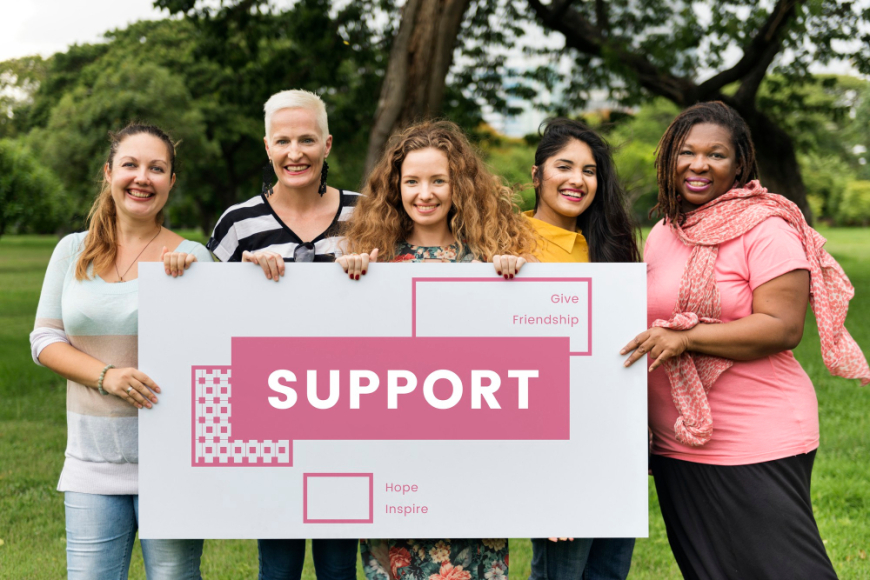 Give
Friendship
SUPPORT
Hope
Inspire